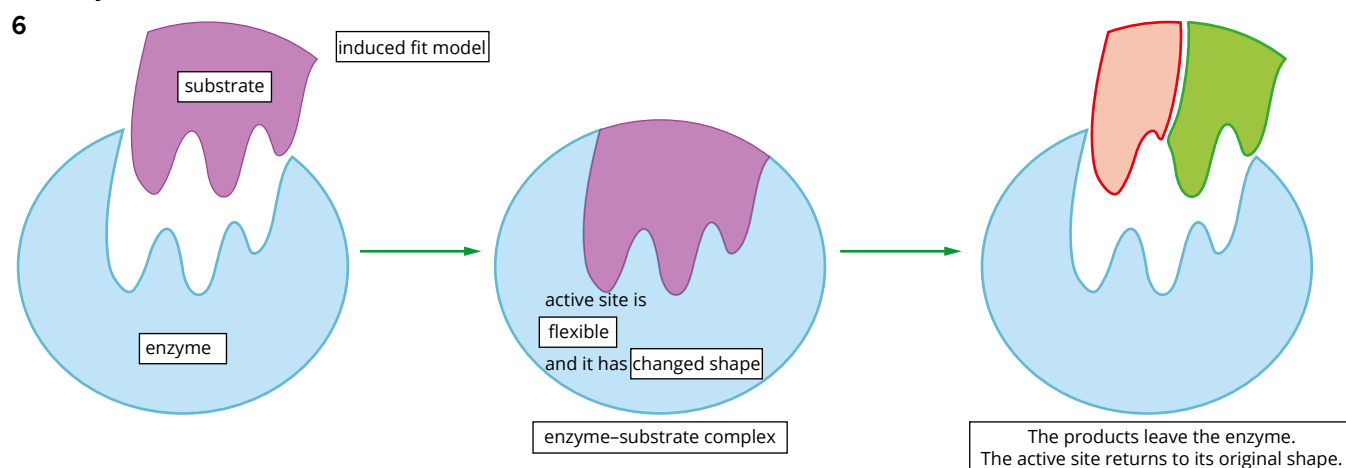 6
induced fit model
substrate
enzyme
active site is
flexible
and it has changed shape
enzyme–substrate complex
The products leave the enzyme.
The active site returns to its original shape.